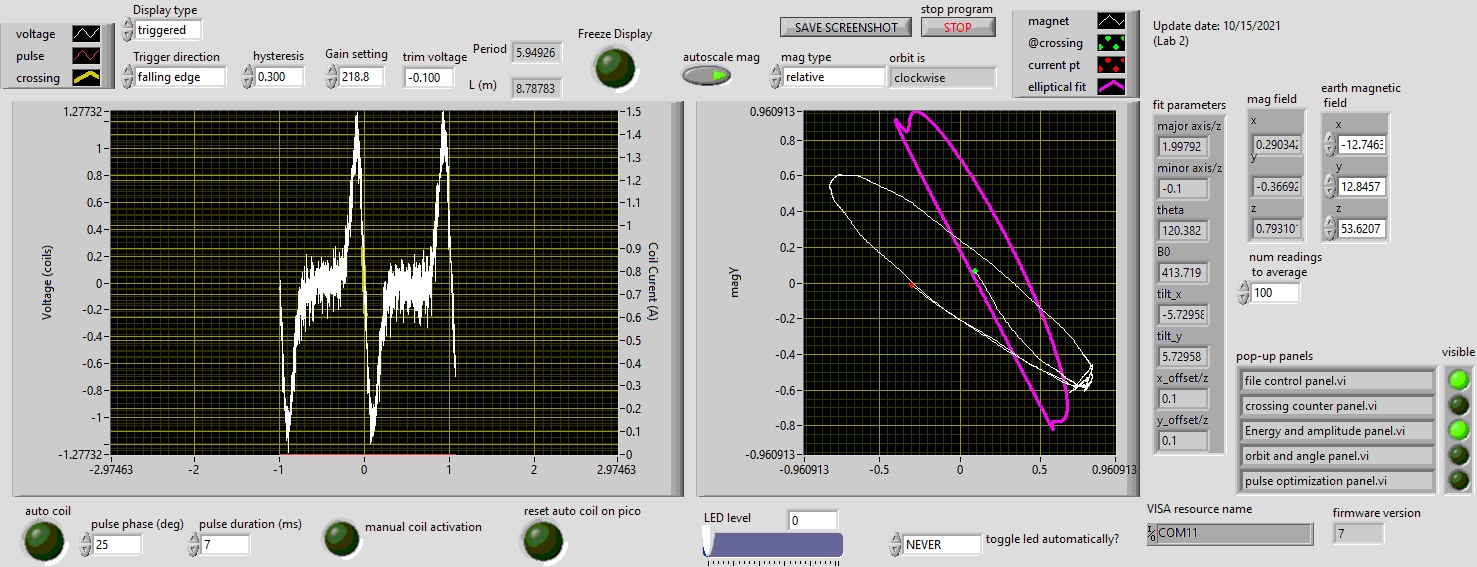 voltage
pulse
crossing
Display type
triggered
Trigger direction
falling edge
hysteresis
0.300
Gain setting
218.8
trim voltage
-0.100
Period
5.94926
L (m)
8.78783
Freeze Display
SAVE SCREENSHOT
stop program
STOP
autoscale mag
mag type
relative
orbit is
clockwise
magnet
@crossing
current pt
elliptical fit
Update date: 10/15/2021
(Lab 2)
Voltage (coils)
1.27732
1
0.8
0.6
0.4
0.2
0
-0.2
-0.4
-0.6
-0.8
-1
-1.27732
-2.97463
-2
-1
0
1
2
2.97463
1.5
1.4
1.3
1.2
1.1
1
0.9
0.8
0.7
0.6
0.5
0.4
0.3
0.2
0.1
0
Coil Current (A)
magY
0.960913
0.8
0.6
0.4
0.2
0
-0.2
-0.4
-0.6
-0.8
-0.960913
-0.960913
-0.5
0
0.5
0.960913
fit parameters
major axis/z
1.99792
minor axis/z
-0.1
theta
120.382
B0
413.719
tilt_x
-5.72958
tilt_y
5.72958
x_offset/z
0.1
y_offset/z
0.1
mag field
x
0.290342
y
-0.36692
z
0.79310
earth magnetic
field
x
-12.7463
y
12.8457
z
53.6207
num readings
to average
100
pop-up panels
visible
file control panel.vi
crossing counter panel.vi
Energy and amplitude panel.vi
orbit and angle panel.vi
pulse optimization panel.vi
auto coil
pulse phase (deg)
25
pulse duration (ms)
7
manual coil activation
reset auto coil on pico
LED level
0
NEVER
toggle led automatically?
VISA resource name
COM11
firmware version
7